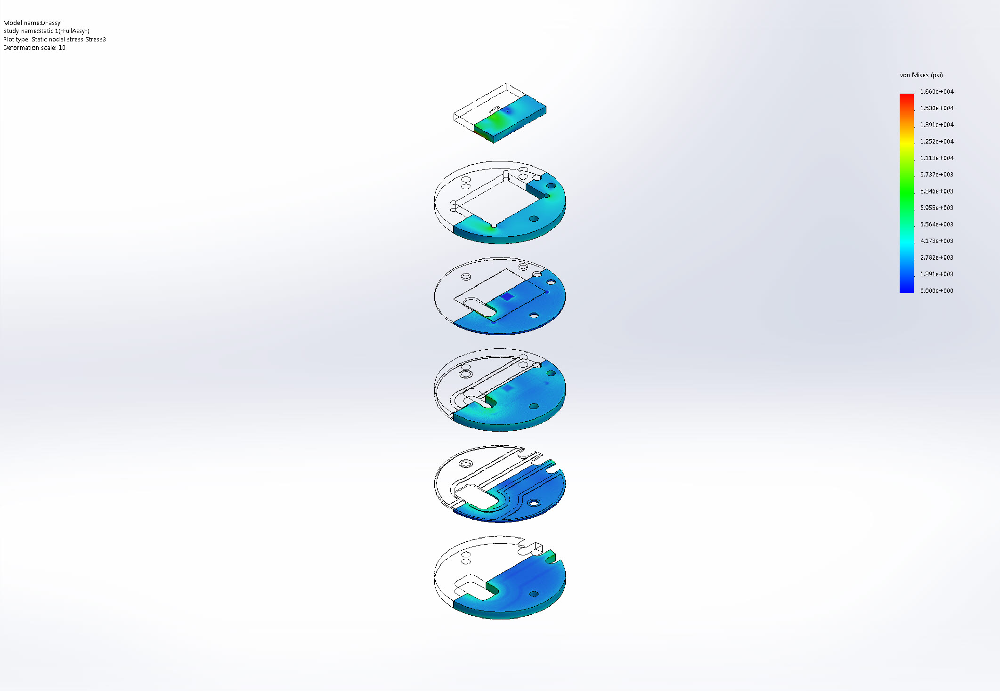 Model name:DFassy
Study name:Static 1(-FullAssy-)
Plot type: Static nodal stress Stress3
Deformation scale: 10
von Mises (psi)
1.669e+004
1.530e+004
1.391e+004
1.252e+004
1.113e+004
9.737e+003
8.346e+003
6.955e+003
5.564e+003
4.173e+003
2.782e+003
1.391e+003
0.000e+000